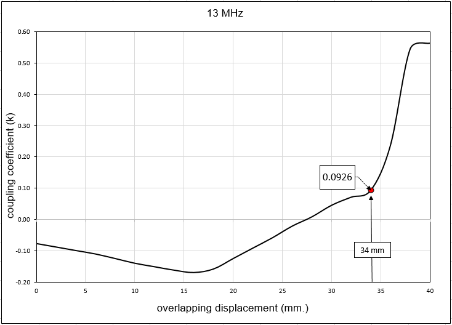 13 MHz
coupling coefficient (k)
0.60
0.50
0.40
0.30
0.20
0.10
0.00
-0.10
-0.20
0.0926
34 mm
0 5 10 15 20 25 30 35 40
overlapping displacement (mm.)